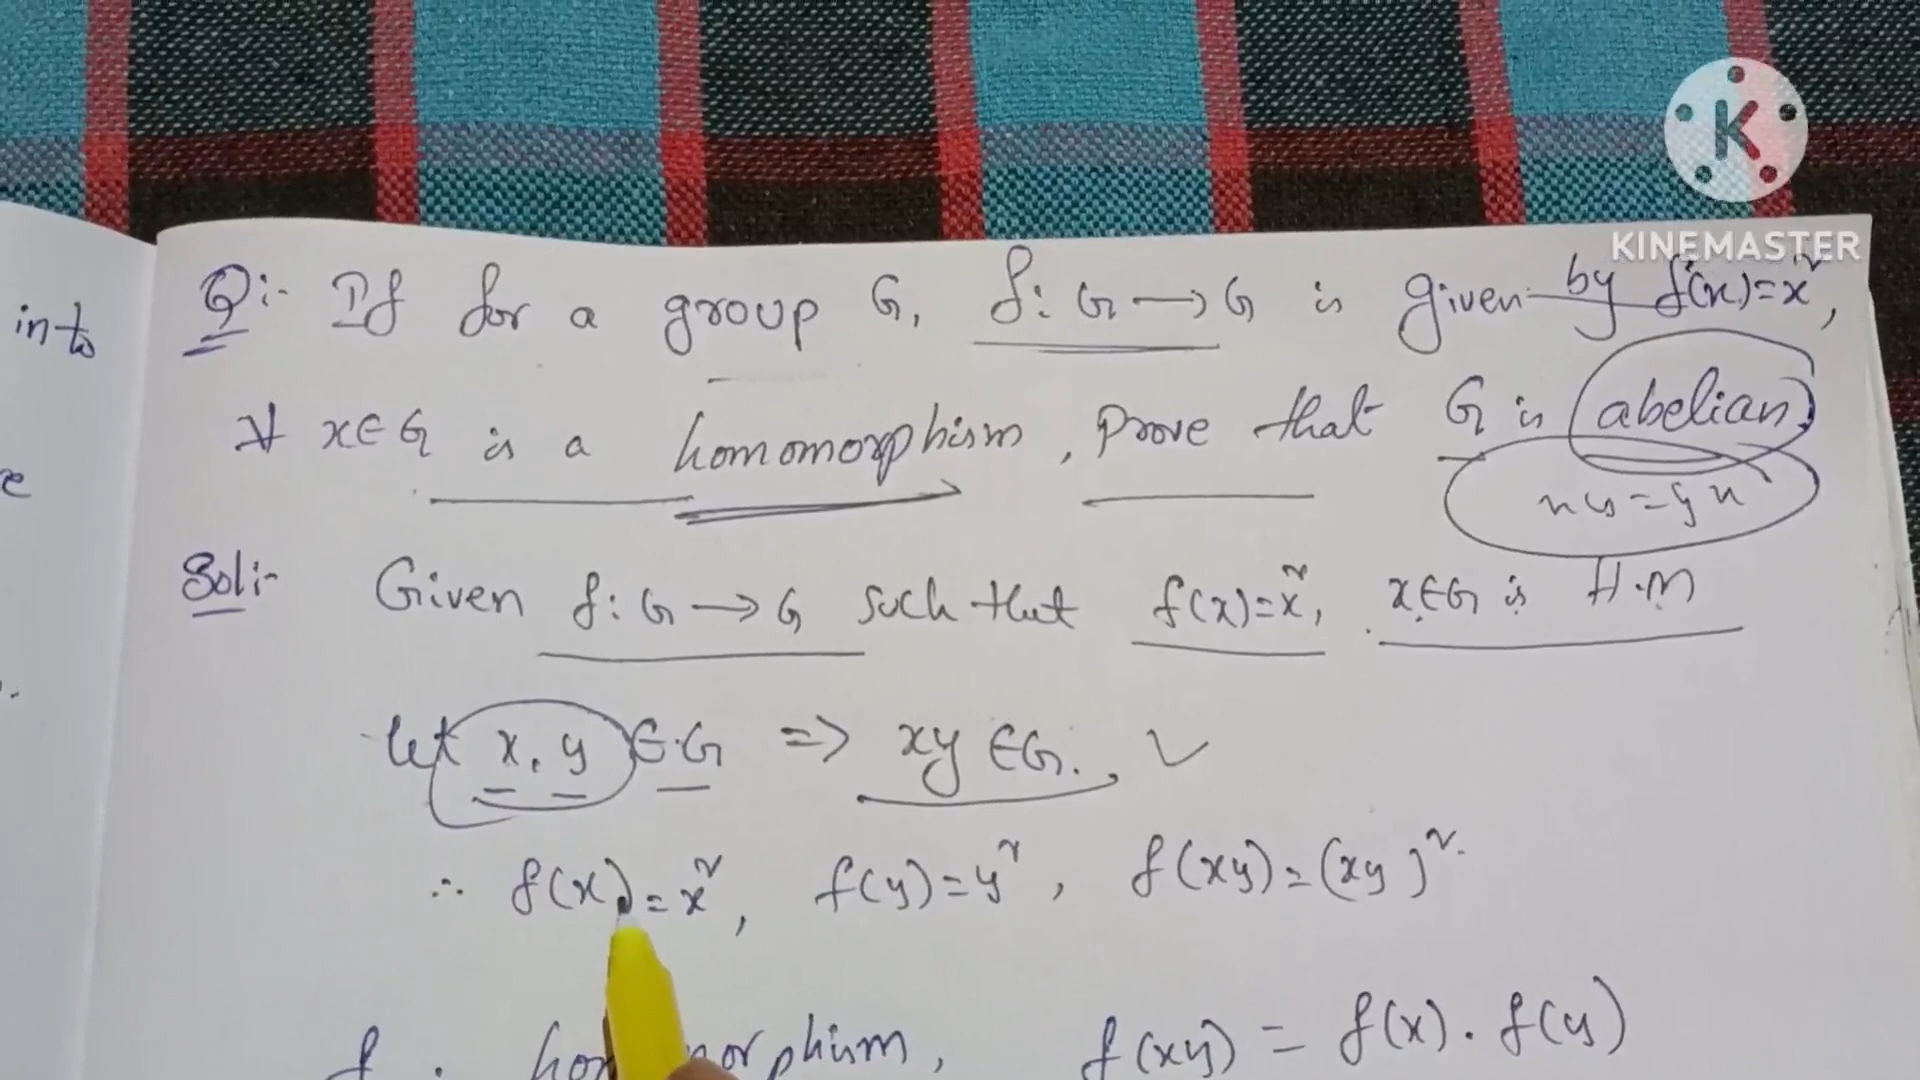 K
KINEMASTER
Q:- If for a group G, f: G → G is given by f(x)=x²,
∀ x∈G is a homomorphism, prove that G is abelian
xy=yx
Sol:- Given f: G → G such that f(x)=x², x∈G is H.M
let x, y ∈ G ⇒ xy ∈ G.,
∴ f(x)=x², f(y)=y², f(xy)=(xy)².
f homomorphism, f(xy) = f(x). f(y)
into
e